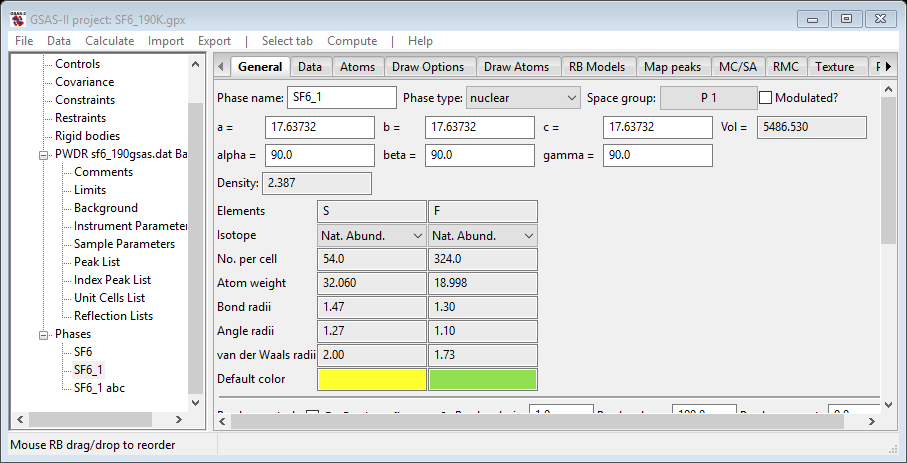 GSAS-II project: SF6_190K.gpx
File Data Calculate Import Export | Select tab Compute | Help
Controls
Covariance
Constraints
Restraints
Rigid bodies
PWDR sf6_190gsas.dat Ba
Comments
Limits
Background
Instrument Parameter
Sample Parameters
Peak List
Index Peak List
Unit Cells List
Reflection Lists
Phases
SF6
SF6_1
SF6_1 abc
General Data Atoms Draw Options Draw Atoms RB Models Map peaks MC/SA RMC Texture
Phase name: SF6_1 Phase type: nuclear Space group: P 1 Modulated?
a = 17.63732 b = 17.63732 c = 17.63732 Vol = 5486.530
alpha = 90.0 beta = 90.0 gamma = 90.0
Density: 2.387
Elements S F
Isotope Nat. Abund. Nat. Abund.
No. per cell 54.0 324.0
Atom weight 32.060 18.998
Bond radii 1.47 1.30
Angle radii 1.27 1.10
van der Waals radii 2.00 1.73
Default color
Mouse RB drag/drop to reorder